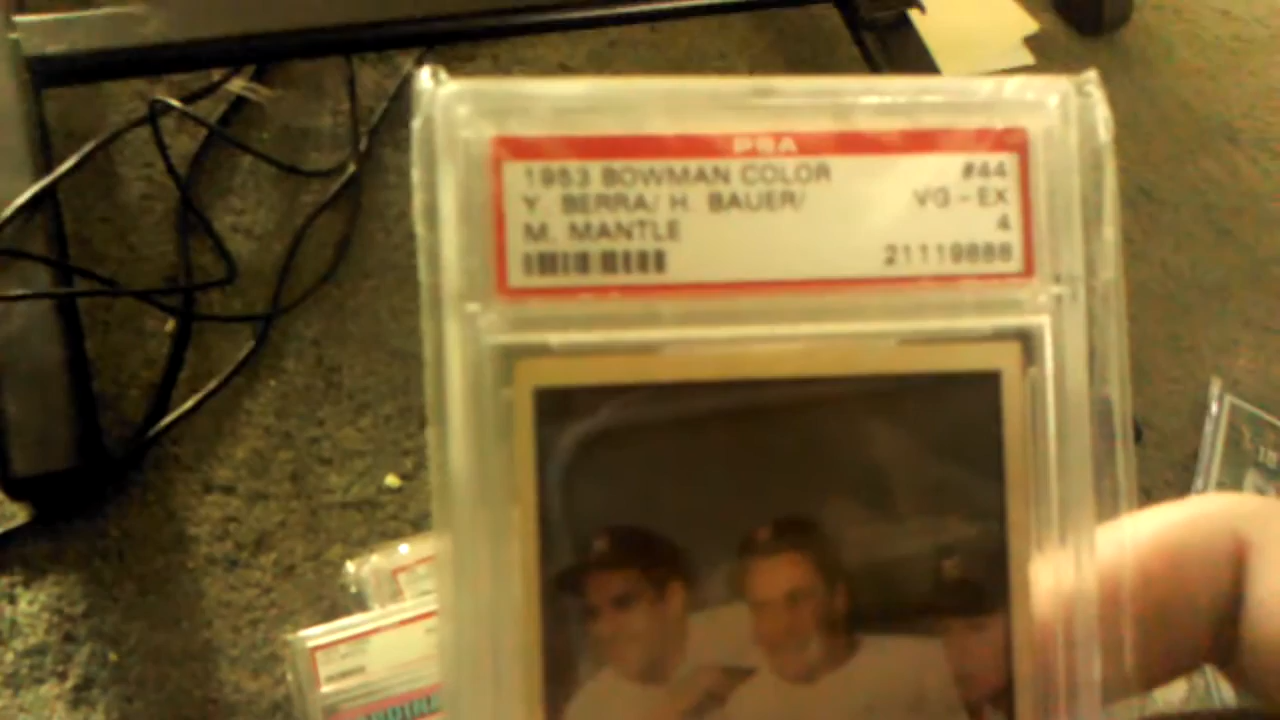 PSA
1953 BOWMAN COLOR #44
Y. BERRA/ H. BAUER/ VG-EX
M. MANTLE 4
21119888